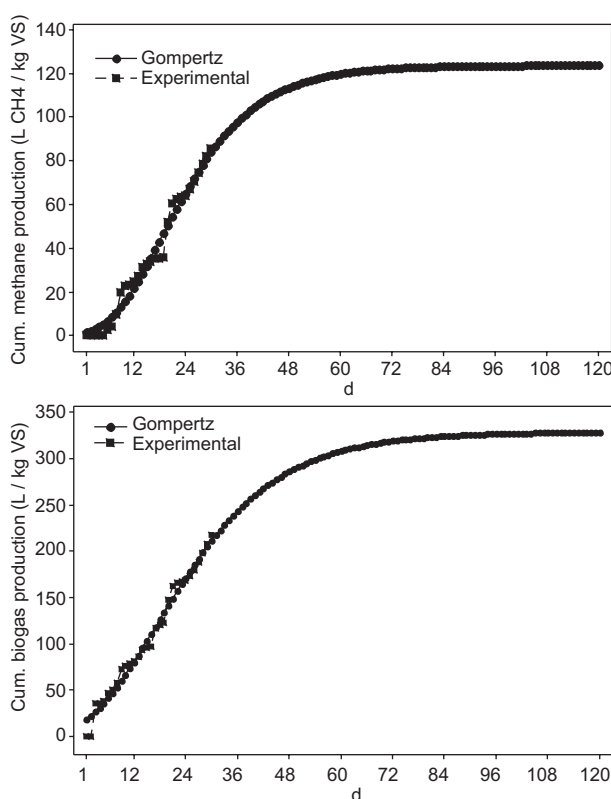 Cum. methane production (L CH4 / kg VS)
140
120
100
80
60
40
20
0
Gompertz
Experimental
1 12 24 36 48 60 72 84 96 108 120
d
Cum. biogas production (L / kg VS)
350
300
250
200
150
100
50
0
Gompertz
Experimental
1 12 24 36 48 60 72 84 96 108 120
d